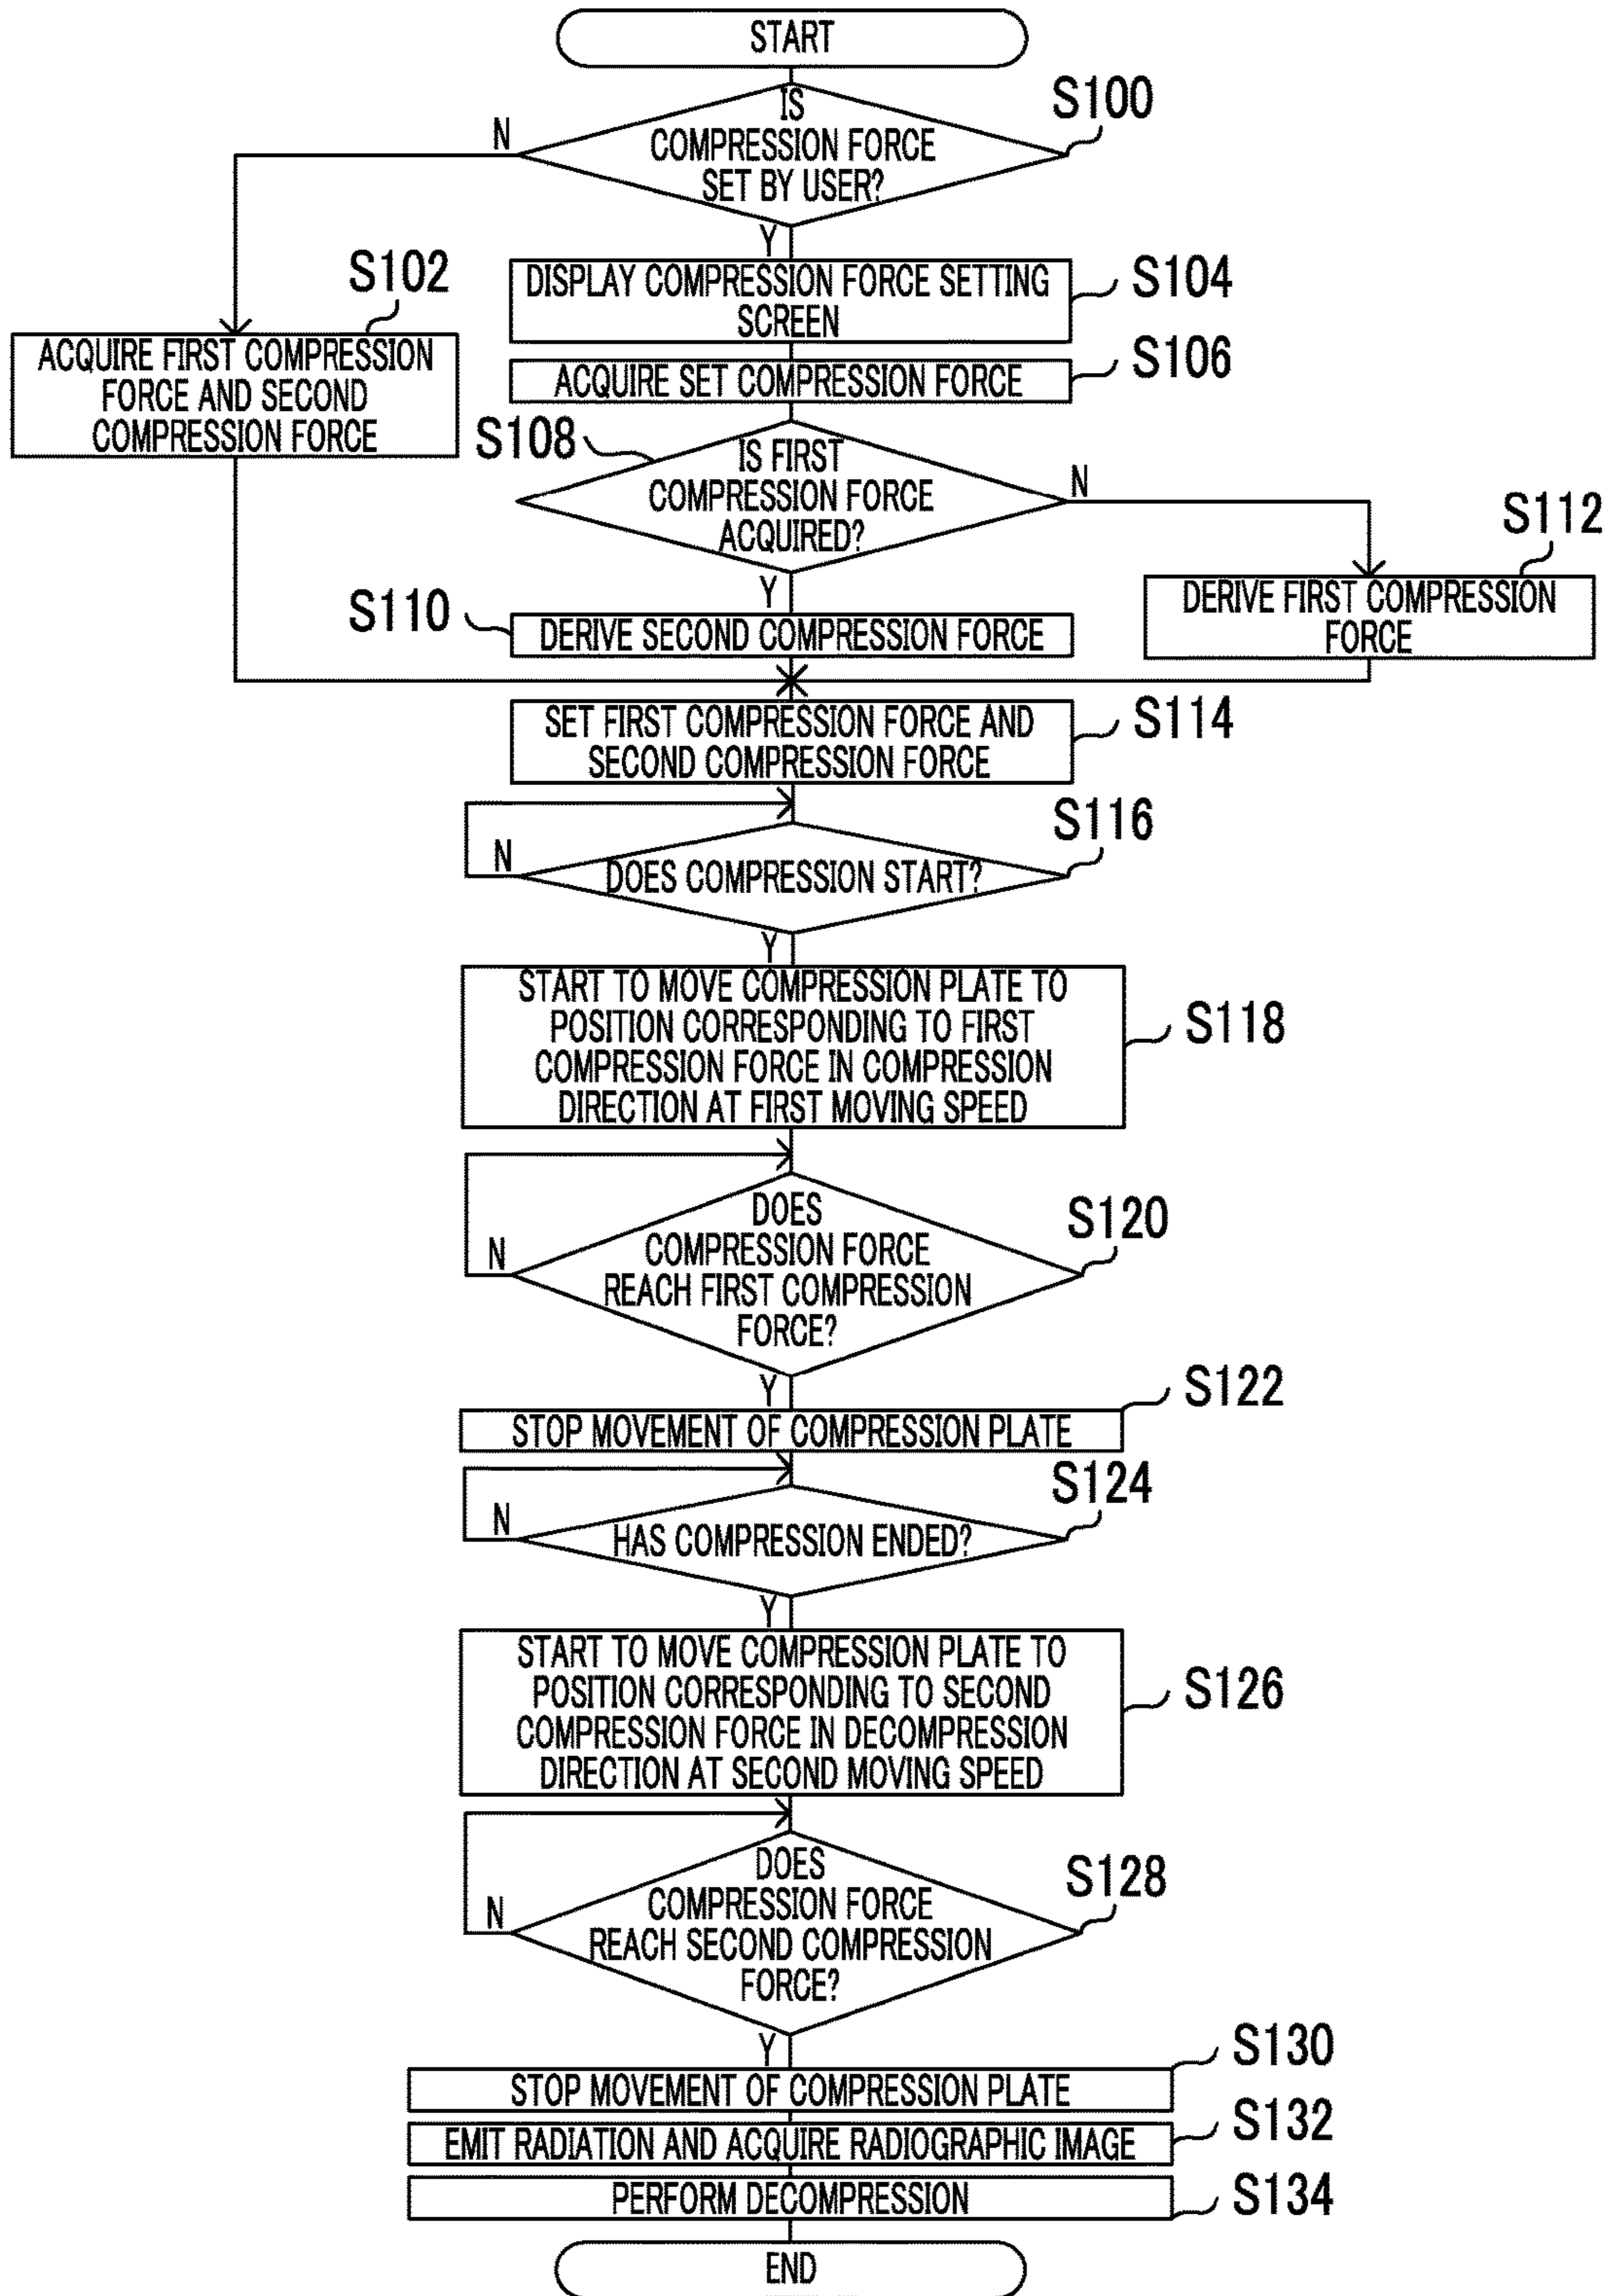 START
IS
COMPRESSION FORCE
SET BY USER?
S100
N
Y
S102
ACQUIRE FIRST COMPRESSION
FORCE AND SECOND
COMPRESSION FORCE
DISPLAY COMPRESSION FORCE SETTING
SCREEN
S104
ACQUIRE SET COMPRESSION FORCE
S106
S108
IS FIRST
COMPRESSION FORCE
ACQUIRED?
N
Y
S112
DERIVE FIRST COMPRESSION
FORCE
S110
DERIVE SECOND COMPRESSION FORCE
SET FIRST COMPRESSION FORCE AND
SECOND COMPRESSION FORCE
S114
DOES COMPRESSION START?
S116
N
Y
START TO MOVE COMPRESSION PLATE TO
POSITION CORRESPONDING TO FIRST
COMPRESSION FORCE IN COMPRESSION
DIRECTION AT FIRST MOVING SPEED
S118
DOES
COMPRESSION FORCE
REACH FIRST COMPRESSION
FORCE?
S120
N
Y
STOP MOVEMENT OF COMPRESSION PLATE
S122
HAS COMPRESSION ENDED?
S124
N
Y
START TO MOVE COMPRESSION PLATE TO
POSITION CORRESPONDING TO SECOND
COMPRESSION FORCE IN DECOMPRESSION
DIRECTION AT SECOND MOVING SPEED
S126
DOES
COMPRESSION FORCE
REACH SECOND COMPRESSION
FORCE?
S128
N
Y
STOP MOVEMENT OF COMPRESSION PLATE
S130
EMIT RADIATION AND ACQUIRE RADIOGRAPHIC IMAGE
S132
PERFORM DECOMPRESSION
S134
END